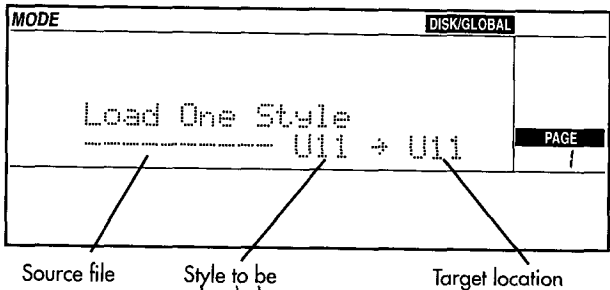 MODE
DISK/GLOBAL
Load One Style
U11 → U11
PAGE
1
Source file
Style to be
Target location